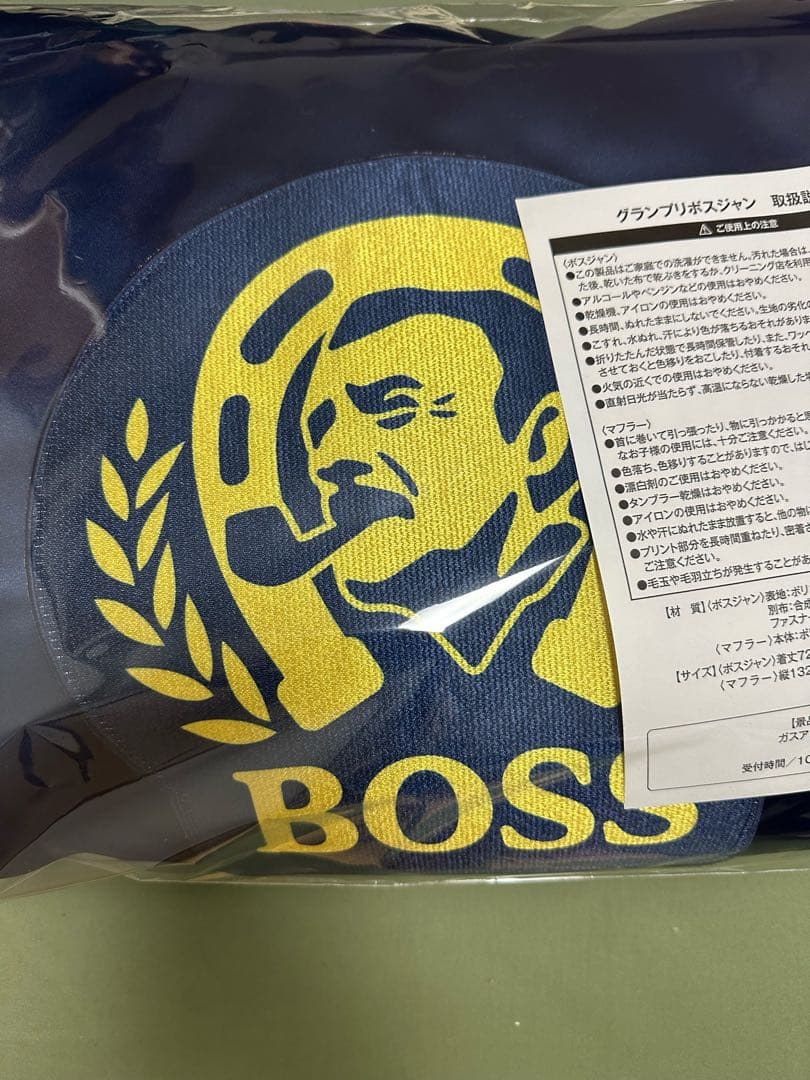 グランプリボスジャン 取扱説
⚠ ご使用上の注意
〈ボスジャン〉
●この製品はご家庭での洗濯ができません。汚れた場合は、
た後、乾いた布で乾ぶきをするか、クリーニング店を利用
●アルコールやベンジンなどの使用はおやめください。
●乾燥機、アイロンの使用はおやめください。
●長時間、ぬれたままにしないでください。生地の劣化の
●こすれ、水ぬれ、汗により色が落ちるおそれがありま
●折りたたんだ状態で長時間保管したり、また、ワッ
させておくと色移りをおこしたり、付着するおそれ
●火気の近くでの使用はおやめください。
●直射日光が当たらず、高温にならない乾燥した場
〈マフラー〉
●首に巻いて引っ張ったり、物に引っかかると思
なお子様の使用には、十分ご注意ください。
●色落ち、色移りすることがありますので、はじ
●漂白剤のご使用はおやめください。
●タンブラー乾燥はおやめください。
●アイロンの使用はおやめください。
●水や汗にぬれたまま放置すると、他の物に
●プリント部分を長時間重ねたり、密着さ
ご注意ください。
●毛玉や毛羽立ちが発生することがあ
【材 質】〈ボスジャン〉表地:ポリ
別布:合成
ファスナー
〈マフラー〉本体:ポ
【サイズ】〈ボスジャン〉着丈72
〈マフラー〉縦132
【景品
ガスア
受付時間/10
BOSS